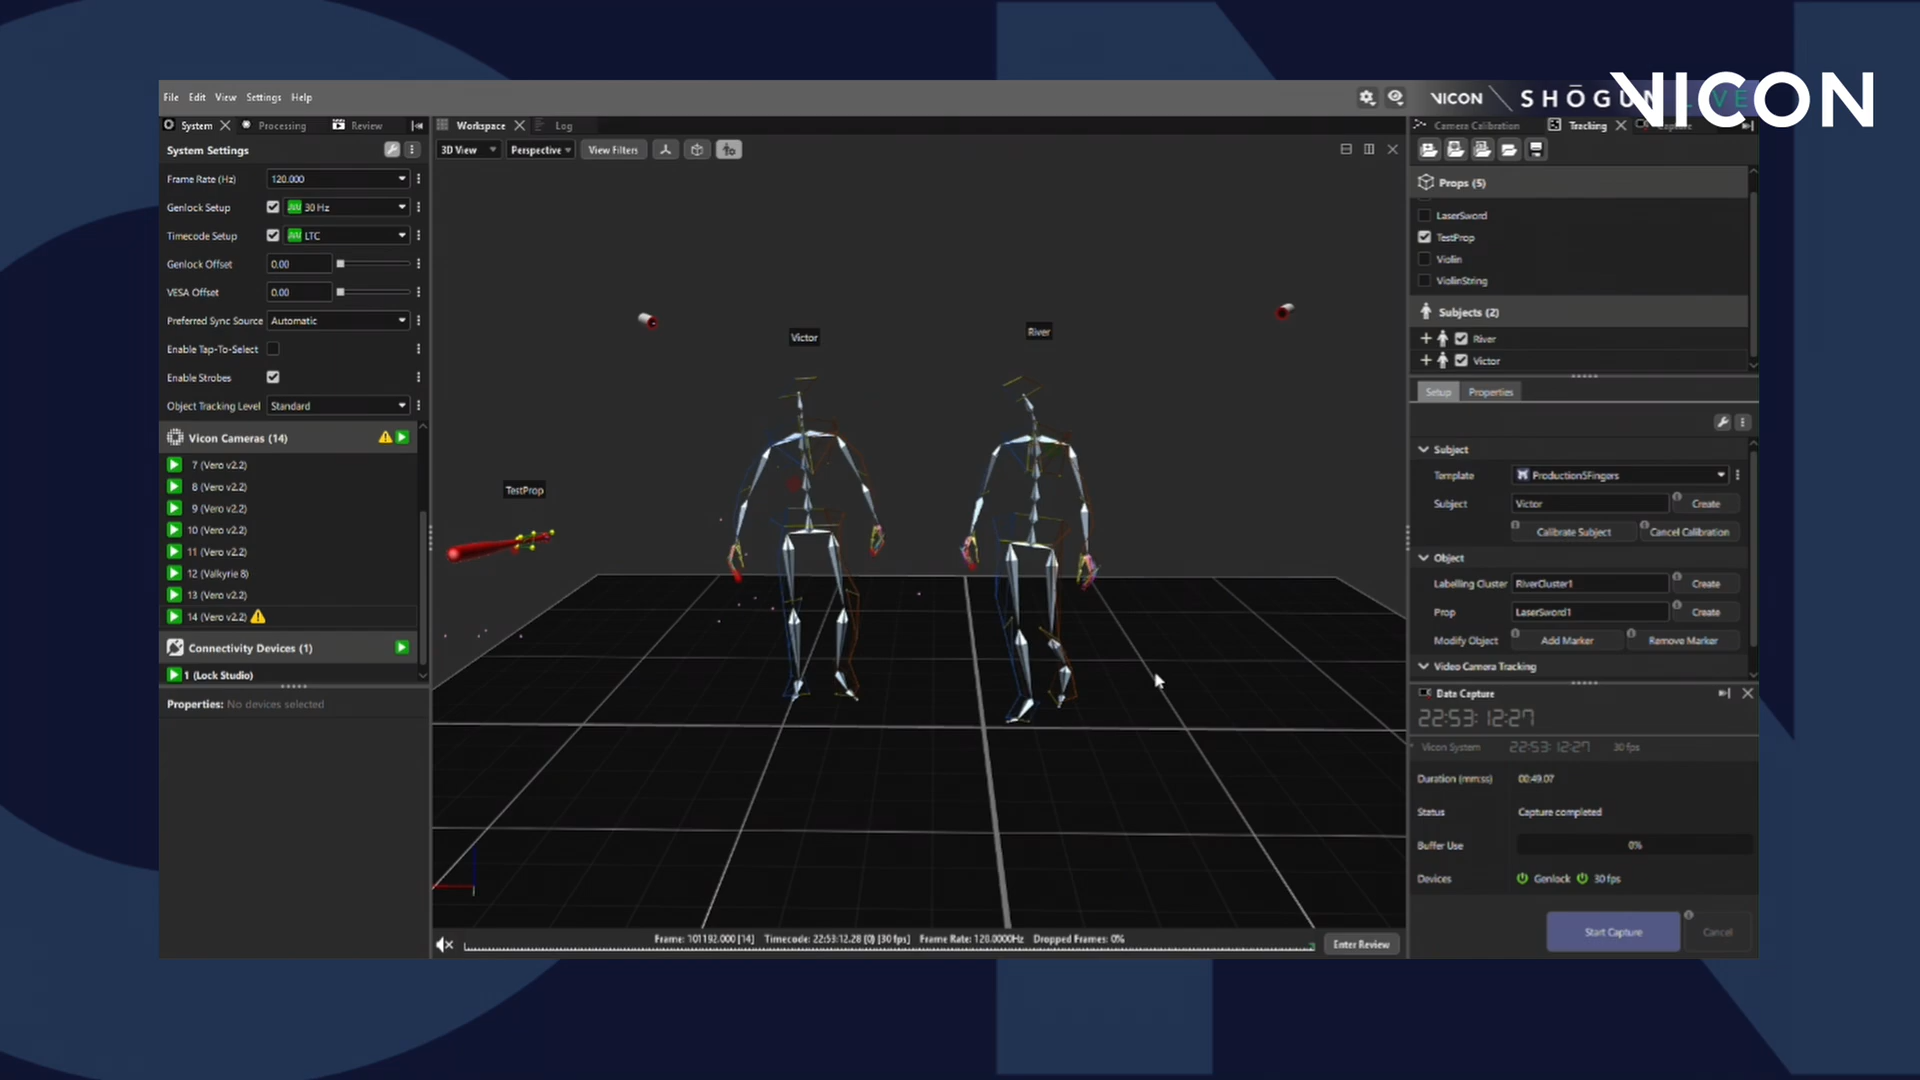 VICON
File Edit View Settings Help
VICON SHŌGUN LIVE
System Processing Review
System Settings
Frame Rate (Hz) 120.000
Genlock Setup 30 Hz
Timecode Setup LTC
Genlock Offset 0.00
VESA Offset 0.00
Preferred Sync Source Automatic
Enable Tap-To-Select
Enable Strobes
Object Tracking Level Standard
Vicon Cameras (14)
7 (Vero v2.2)
8 (Vero v2.2)
9 (Vero v2.2)
10 (Vero v2.2)
11 (Vero v2.2)
12 (Valkyrie 8)
13 (Vero v2.2)
14 (Vero v2.2)
Connectivity Devices (1)
1 (Lock Studio)
Properties: No devices selected
Workspace Log
3D View Perspective View Filters
Victor
River
TestProp
Frame: 101192.000 [14] Timecode: 22:53:12.28 (0) [30 fps] Frame Rate: 120.0000Hz Dropped Frames: 0%
Enter Review
Camera Calibration Tracking Capture
Props (5)
LaserSword
TestProp
Violin
ViolinString
Subjects (2)
River
Victor
Setup Properties
Subject
Template Production5Fingers
Subject Victor Create
Calibrate Subject Cancel Calibration
Object
Labelling Cluster RiverCluster1 Create
Prop LaserSword1 Create
Modify Object Add Marker Remove Marker
Video Camera Tracking
Data Capture
22:53:12:27
Vicon System 22:53:12:27 30 fps
Duration (mm:ss) 00:49.07
Status Capture completed
Buffer Use 0%
Devices Genlock 30 fps
Start Capture Cancel